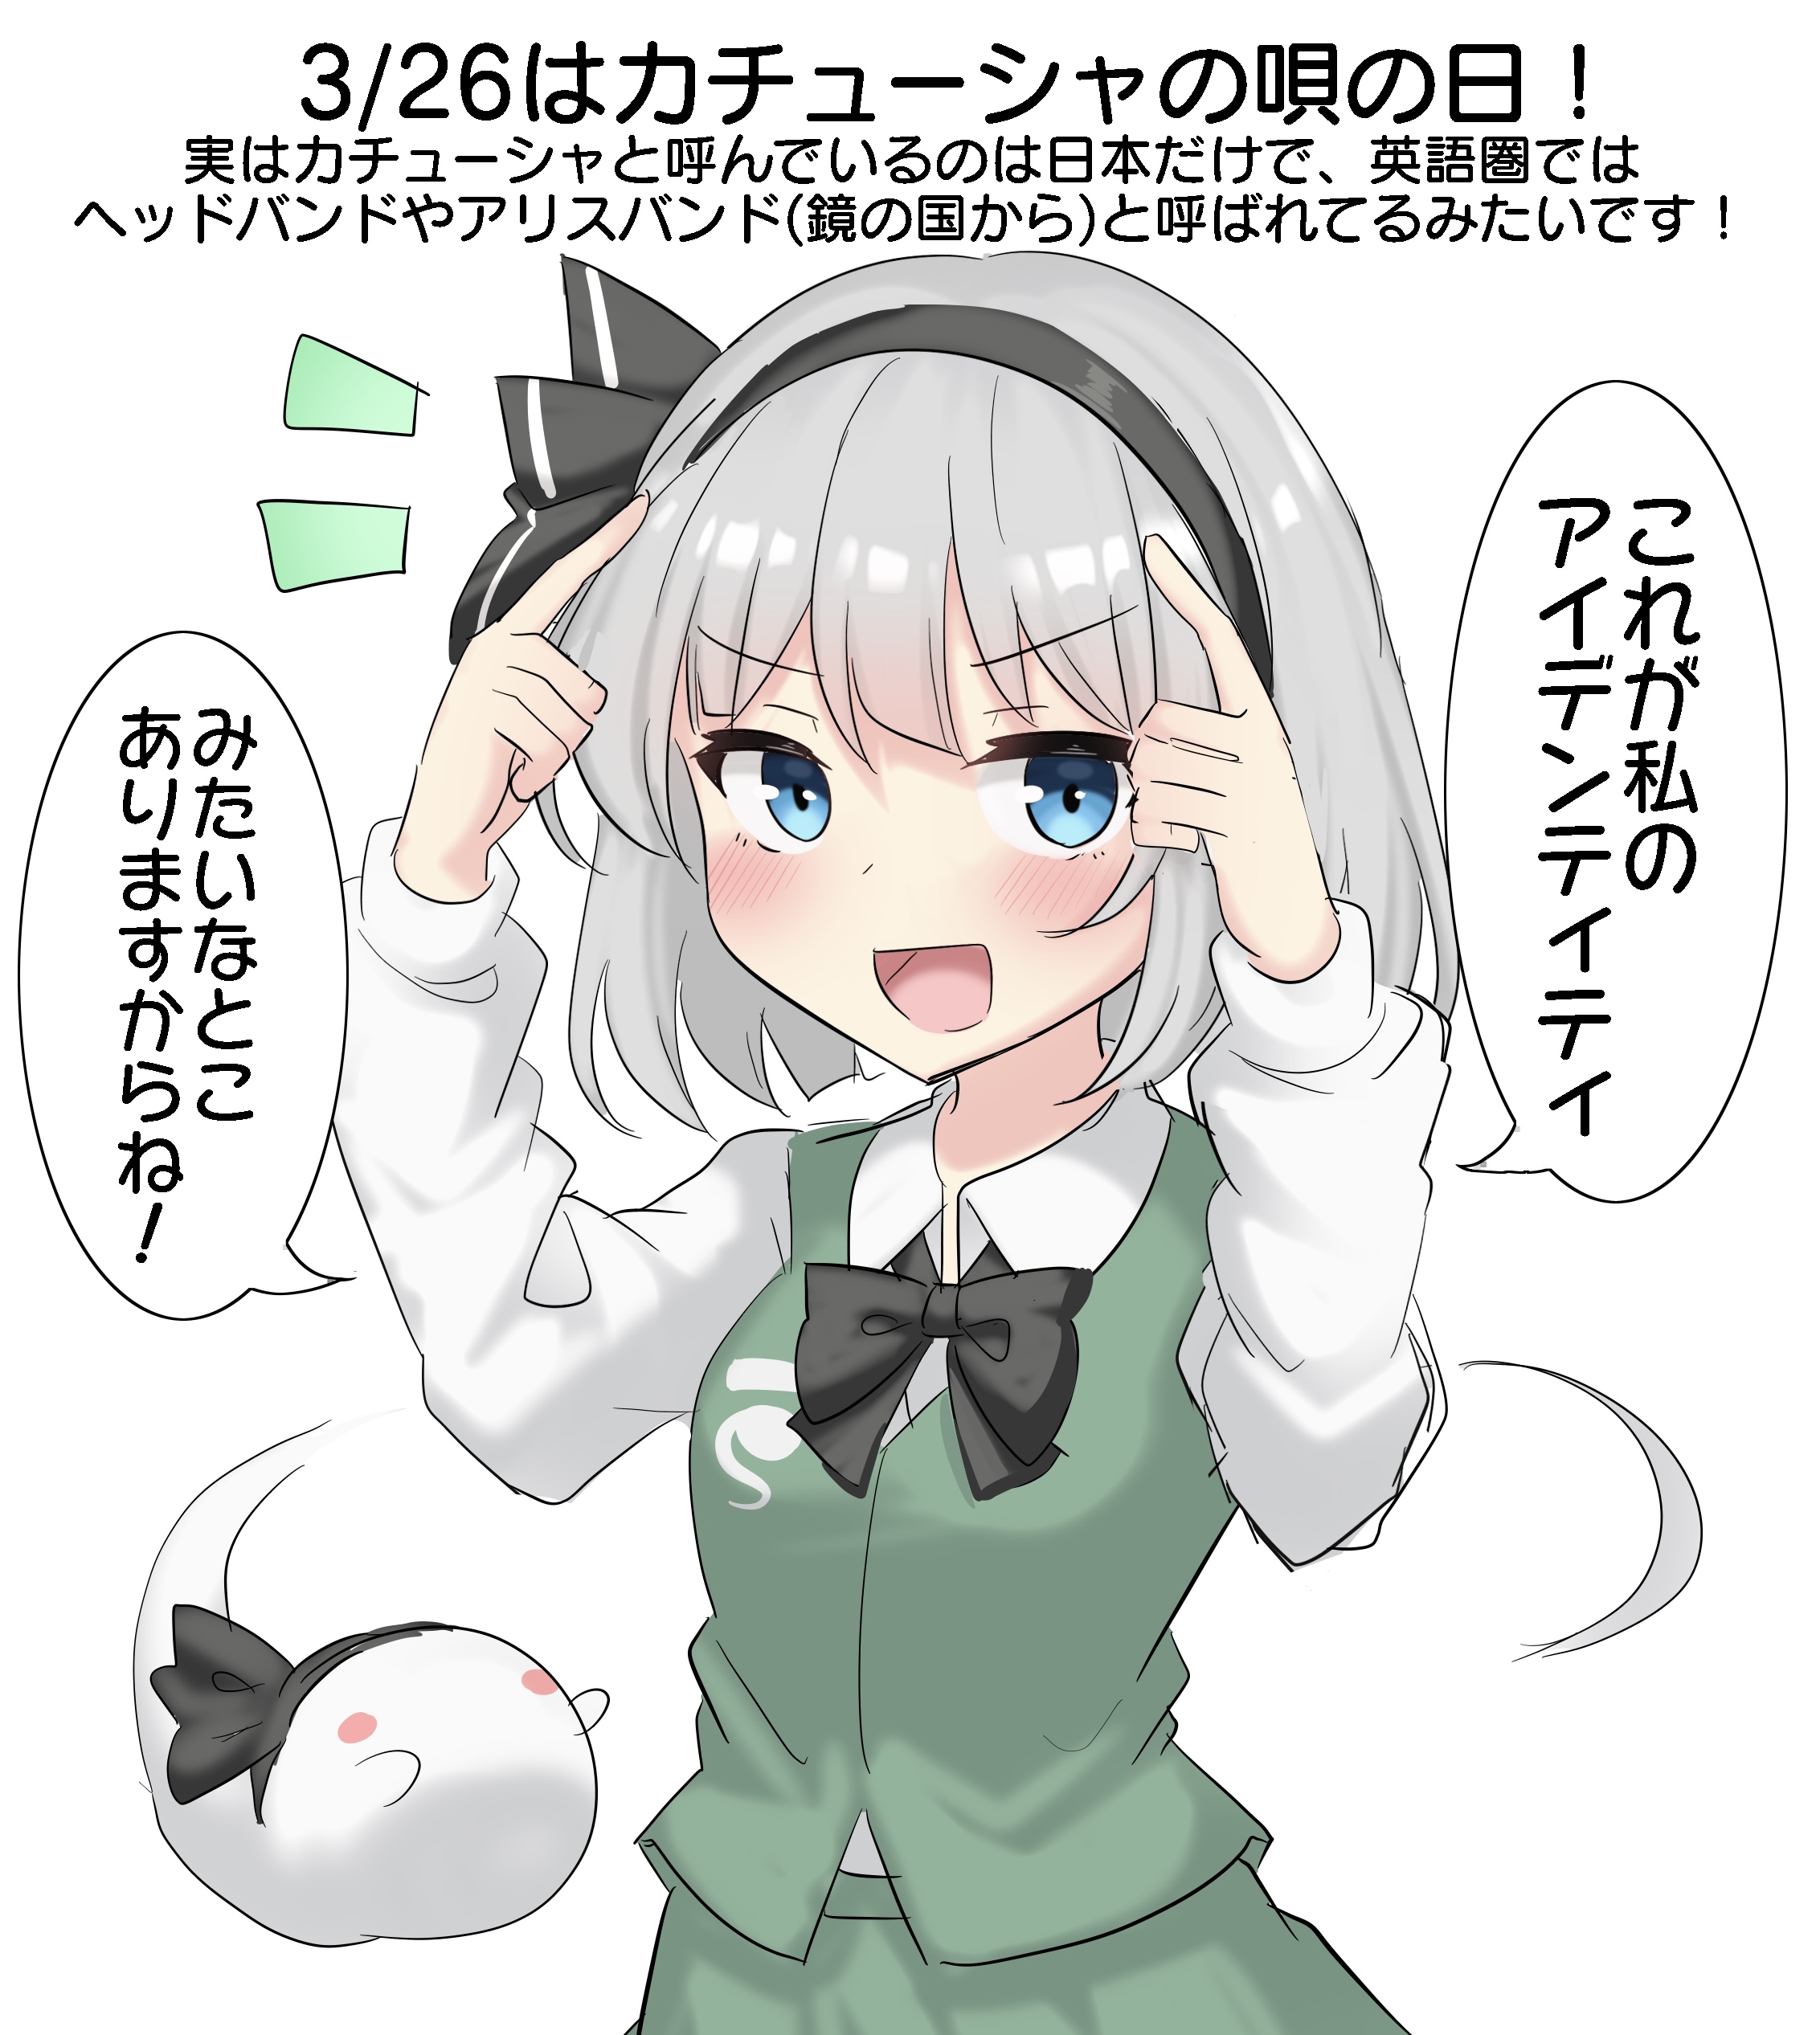 3/26はカチューシャの唄の日！
実はカチューシャと呼んでいるのは日本だけで、英語圏では
ヘッドバンドやアリスバンド(鏡の国から)と呼ばれてるみたいです！
これが私の
アイデンテイテイ
みたいなとこ
ありますからね！